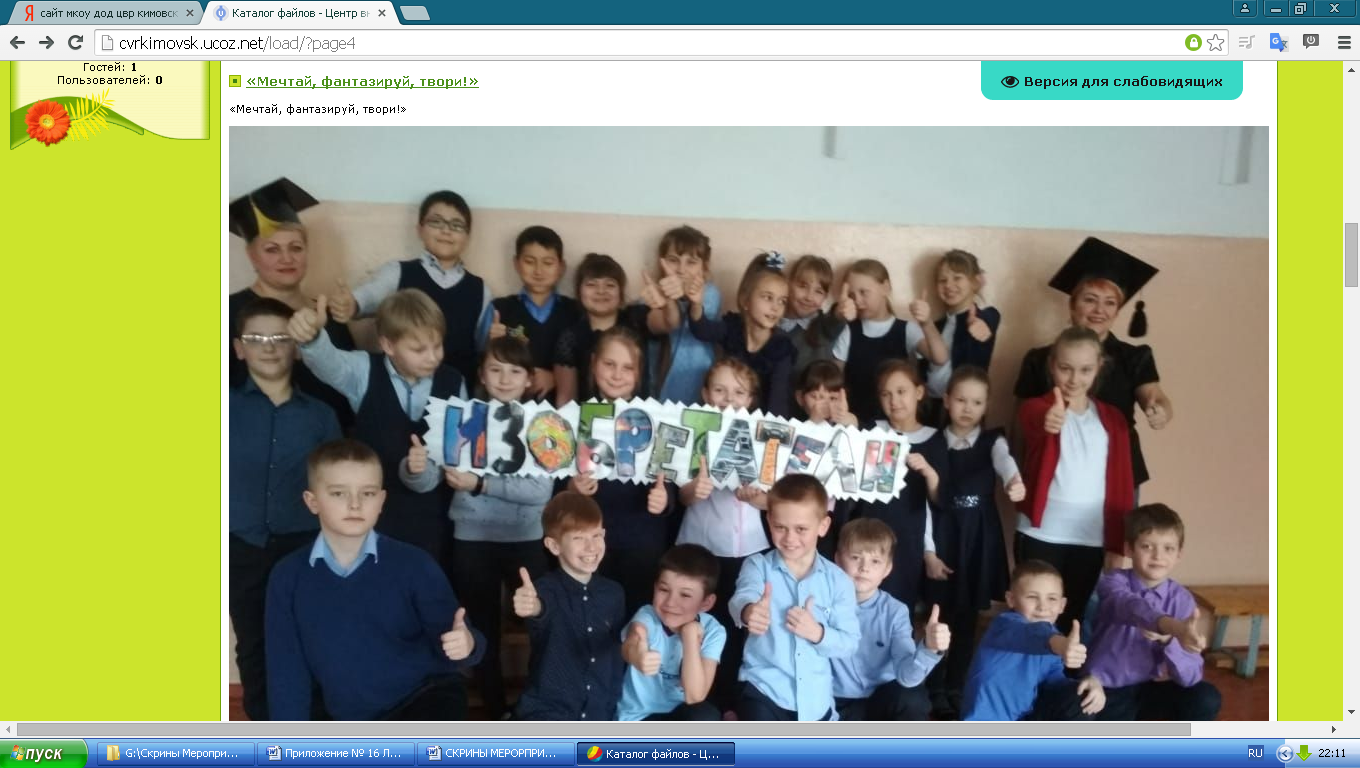 сайт мкоу дод цвр кимовск
Каталог файлов - Центр вн
cvrkimovsk.ucoz.net/load/?page4
Гостей: 1
Пользователей: 0
«Мечтай, фантазируй, твори!»
Версия для слабовидящих
«Мечтай, фантазируй, твори!»
ИЗОБРЕТАТЕЛИ
пуск
G:\Скрины Меропри...
Приложение № 16 Л...
СКРИНЫ МЕРОРПРИ...
Каталог файлов - Ц...
RU
22:11